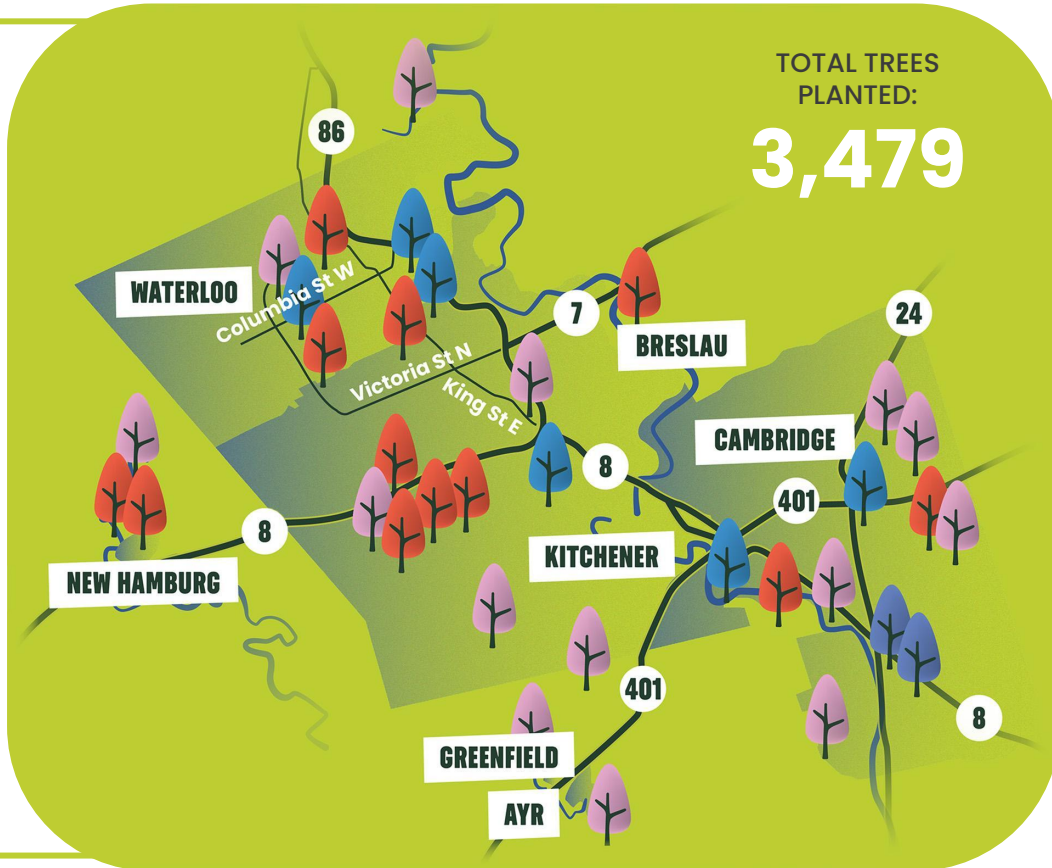 TOTAL TREES
PLANTED:
3,479
86
WATERLOO
Columbia St W
7
24
BRESLAU
Victoria St N
King St E
CAMBRIDGE
8
401
8
KITCHENER
NEW HAMBURG
401
8
GREENFIELD
AYR